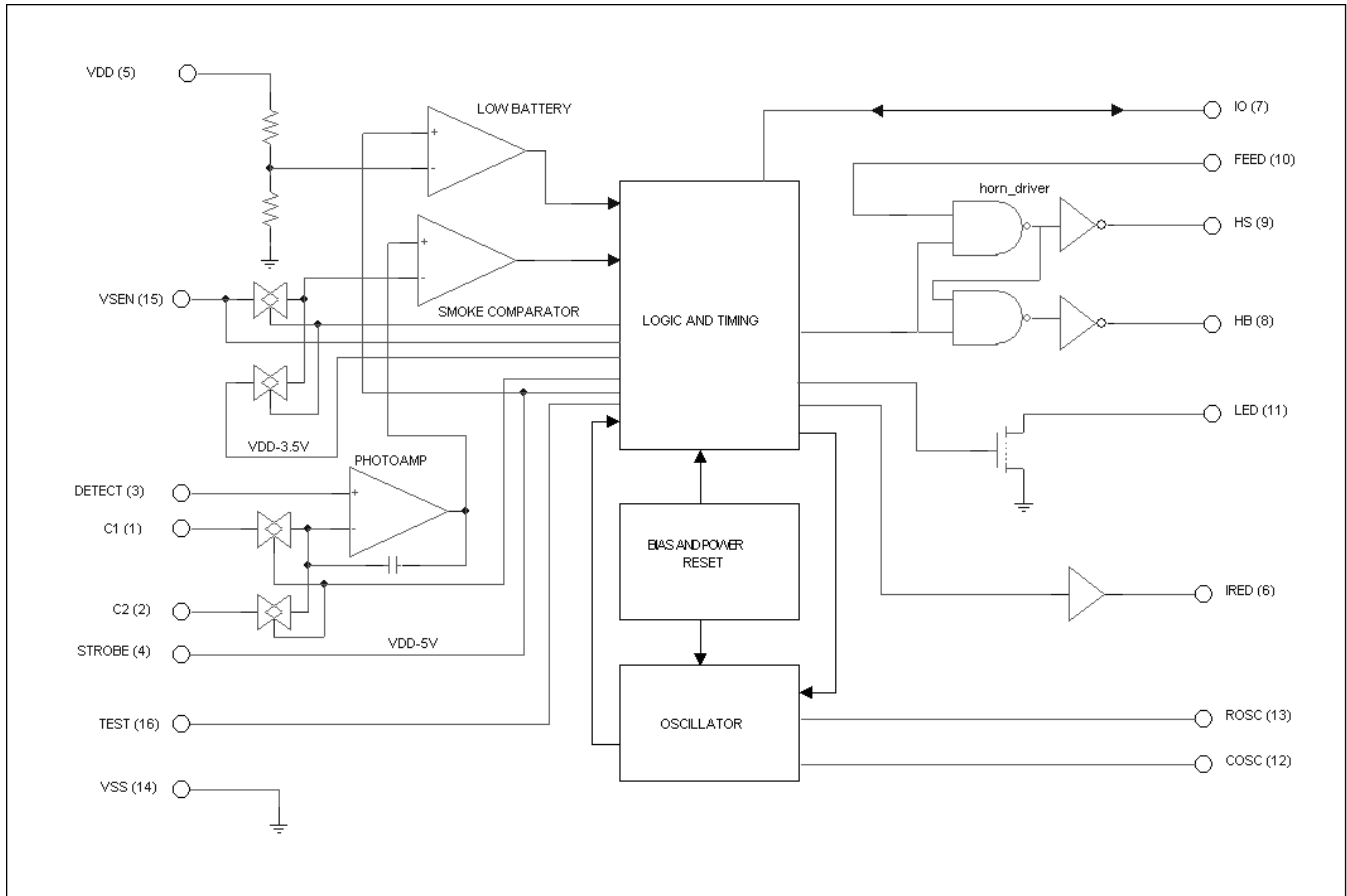 VDD (5)
LOW BATTERY
+
-
IO (7)
FEED (10)
horn_driver
HS (9)
+
-
VSEN (15)
SMOKE COMPARATOR
LOGIC AND TIMING
HB (8)
LED (11)
VDD-3.5V
PHOTOAMP
DETECT (3)
+
C1 (1)
-
BIAS AND POWER
RESET
C2 (2)
IRED (6)
VDD-5V
STROBE (4)
TEST (16)
OSCILLATOR
ROSC (13)
COSC (12)
VSS (14)